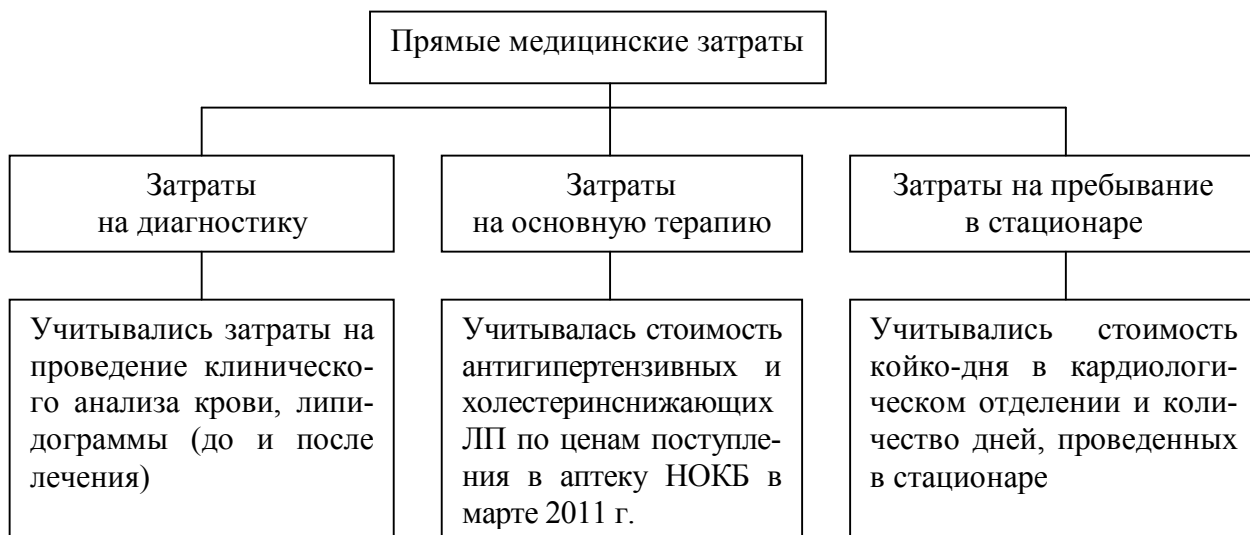 Прямые медицинские затраты
Затраты
на диагностику
Затраты
на основную терапию
Затраты на пребывание
в стационаре
Учитывались затраты на
проведение клиническо-
го анализа крови, липи-
дограммы (до и после
лечения)
Учитывалась стоимость
антигипертензивных и
холестеринснижающих
ЛП по ценам поступле-
ния в аптеку НОКБ в
марте 2011 г.
Учитывались стоимость
койко-дня в кардиологи-
ческом отделении и коли-
чество дней, проведенных
в стационаре